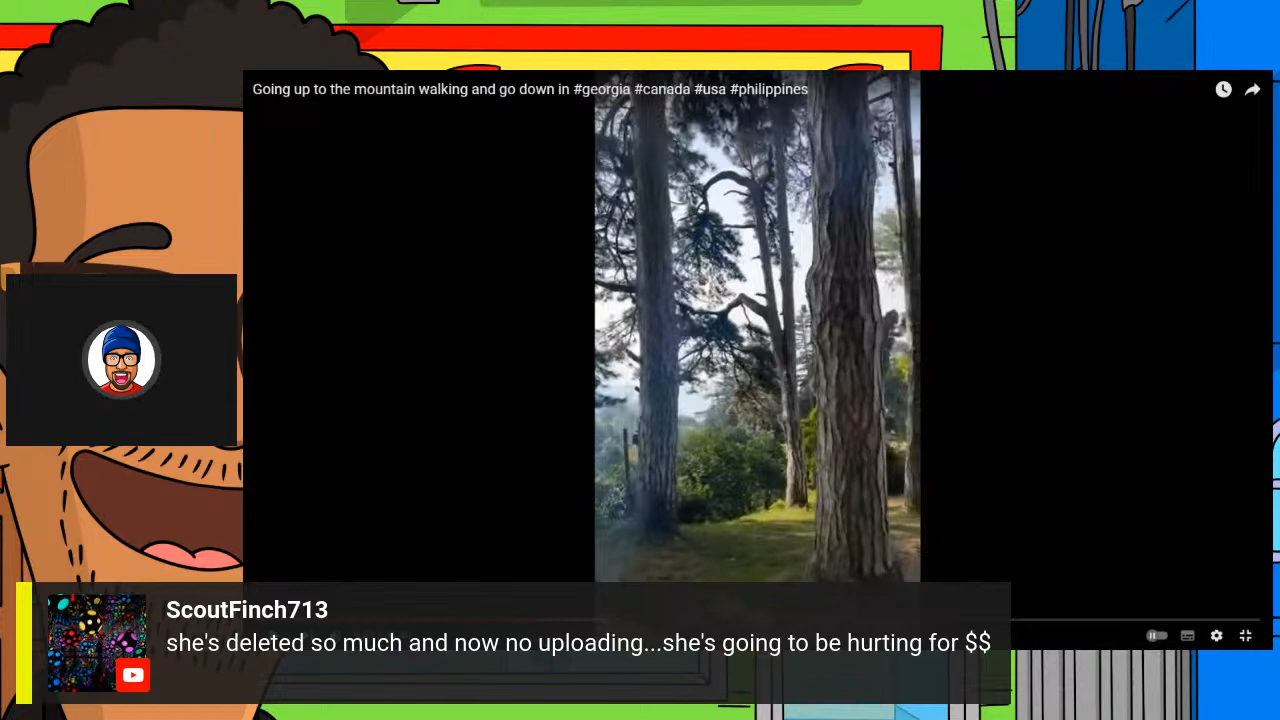 Going up to the mountain walking and go down in #georgia #canada #usa #philippines
ScoutFinch713
she's deleted so much and now no uploading...she's going to be hurting for $$